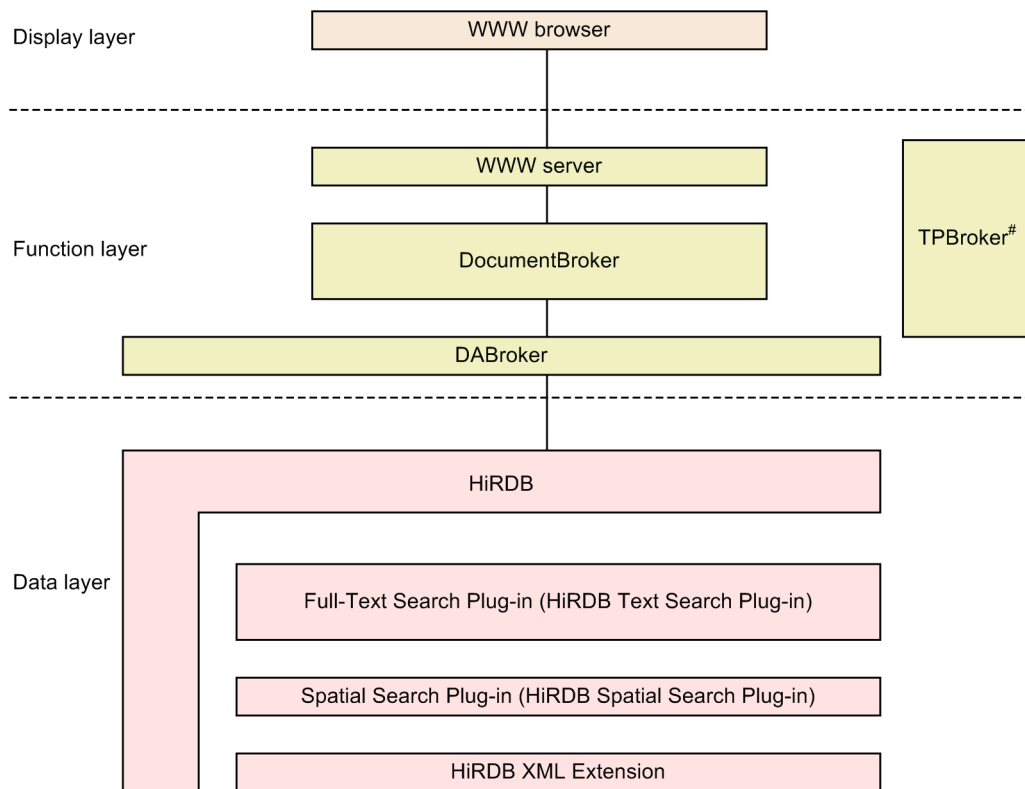 Display layer
WWW browser
WWW server
Function layer
DocumentBroker
TPBroker#
DABroker
HiRDB
Data layer
Full-Text Search Plug-in (HiRDB Text Search Plug-in)
Spatial Search Plug-in (HiRDB Spatial Search Plug-in)
HiRDB XML Extension